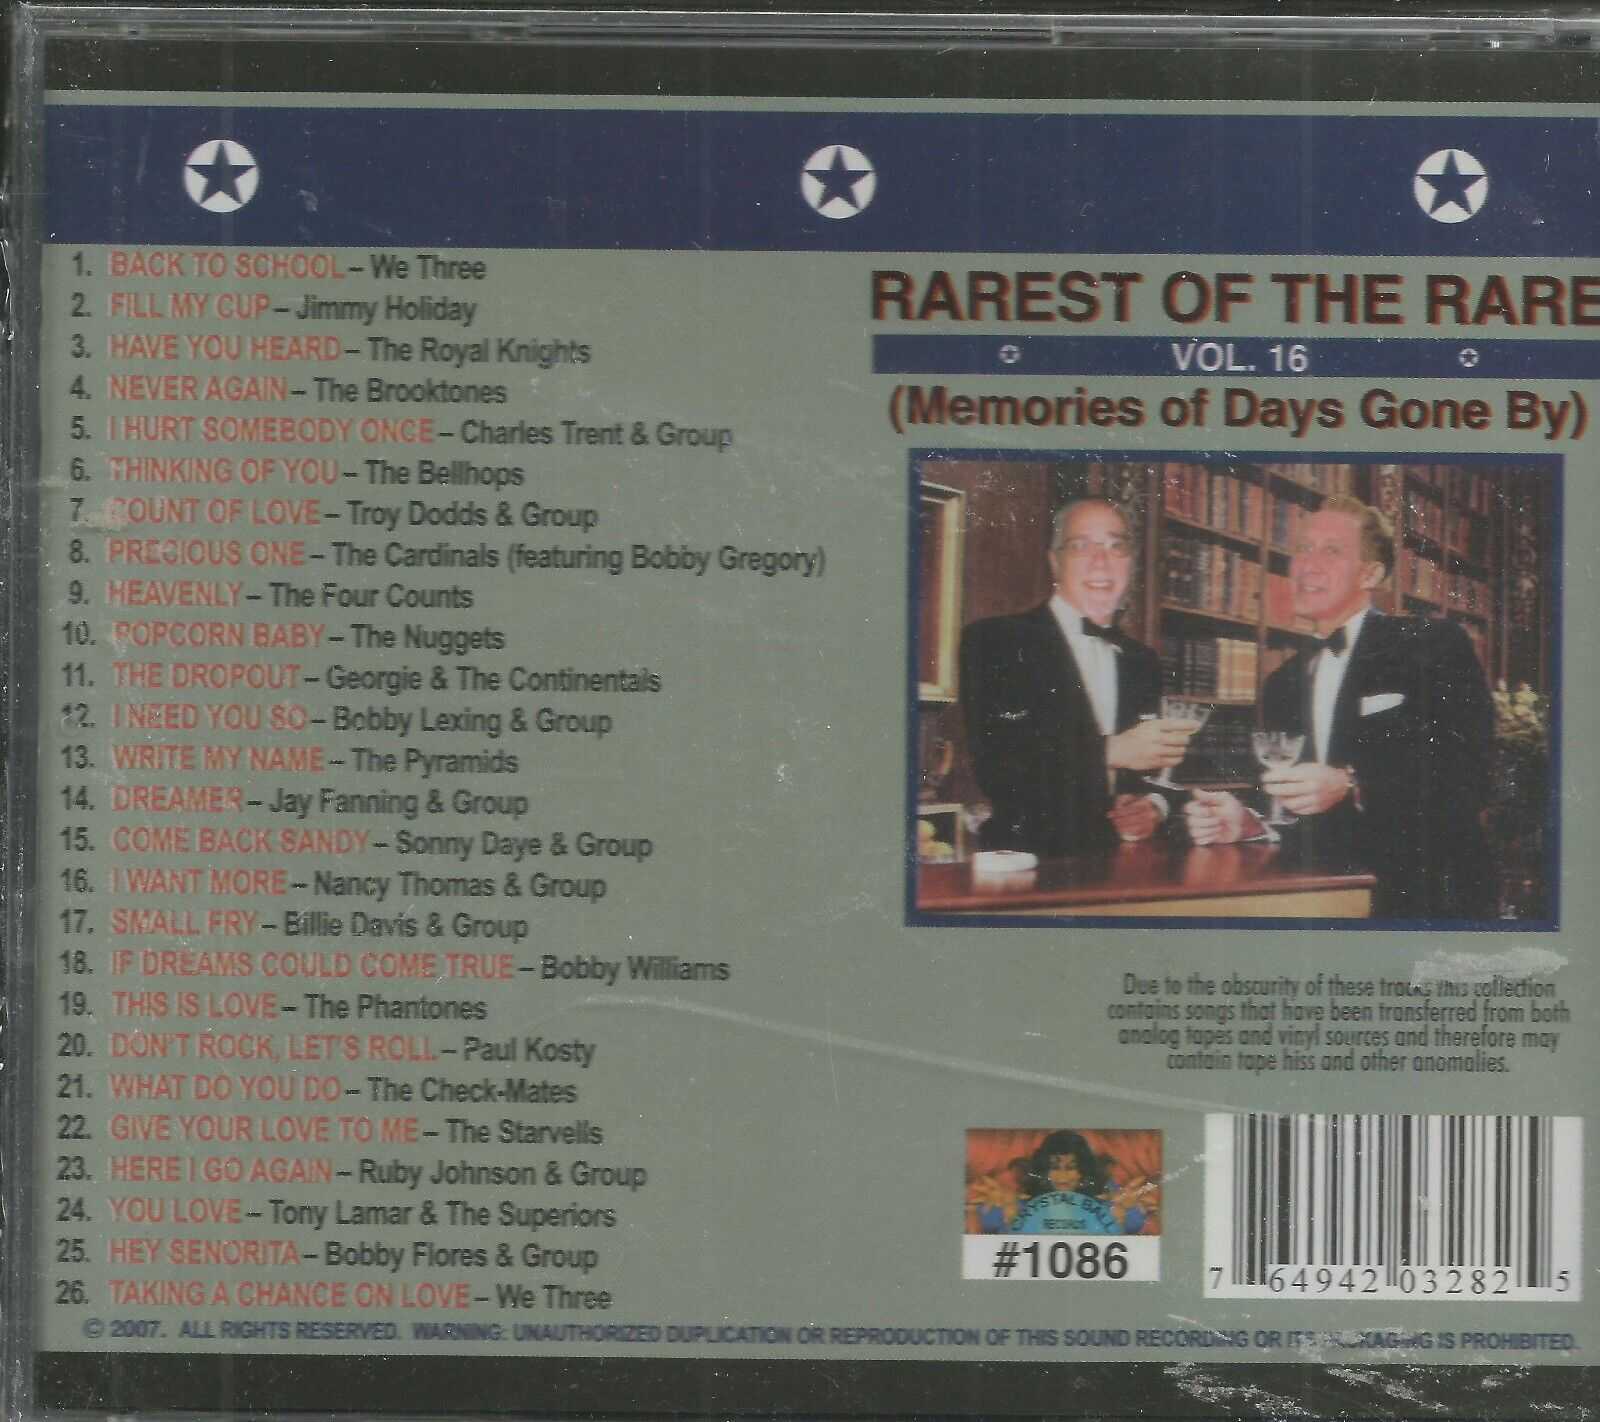 1. BACK TO SCHOOL – We Three
2. FILL MY CUP – Jimmy Holiday
3. HAVE YOU HEARD – The Royal Knights
4. NEVER AGAIN – The Brooktones
5. I HURT SOMEBODY ONCE – Charles Trent & Group
6. THINKING OF YOU – The Bellhops
7. COUNT OF LOVE – Troy Dodds & Group
8. PRECIOUS ONE – The Cardinals (featuring Bobby Gregory)
9. HEAVENLY – The Four Counts
10. POPCORN BABY – The Nuggets
11. THE DROPOUT – Georgie & The Continentals
12. I NEED YOU SO – Bobby Lexing & Group
13. WRITE MY NAME – The Pyramids
14. DREAMER – Jay Fanning & Group
15. COME BACK SANDY – Sonny Daye & Group
16. I WANT MORE – Nancy Thomas & Group
17. SMALL FRY – Billie Davis & Group
18. IF DREAMS COULD COME TRUE – Bobby Williams
19. THIS IS LOVE – The Phantones
20. DON'T ROCK, LET'S ROLL – Paul Kosty
21. WHAT DO YOU DO – The Check-Mates
22. GIVE YOUR LOVE TO ME – The Starvells
23. HERE I GO AGAIN – Ruby Johnson & Group
24. YOU LOVE – Tony Lamar & The Superiors
25. HEY SENORITA – Bobby Flores & Group
26. TAKING A CHANCE ON LOVE – We Three
RAREST OF THE RARE
VOL. 16
(Memories of Days Gone By)
Due to the obscurity of these tracks this collection
contains songs that have been transferred from both
analog tapes and vinyl sources and therefore may
contain tape hiss and other anomalies.
CRYSTAL BALL
RECORDS
#1086
7 64942 03282 5
© 2007. ALL RIGHTS RESERVED. WARNING: UNAUTHORIZED DUPLICATION OR REPRODUCTION OF THIS SOUND RECORDING OR ITS PACKAGING IS PROHIBITED.